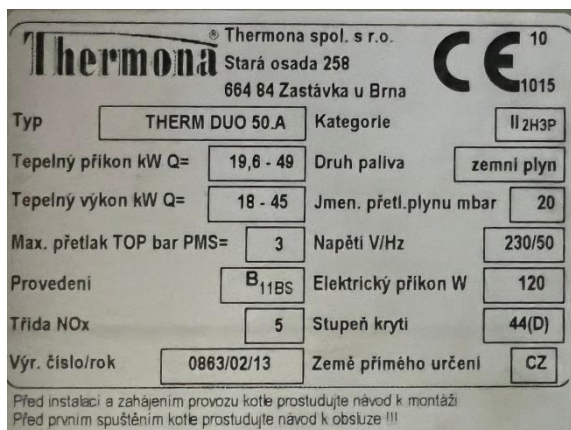 Thermona ® Thermona spol. s r.o.
Stará osada 258
664 84 Zastávka u Brna
CE 10
1015
Typ THERM DUO 50.A Kategorie II2H3P
Tepelný příkon kW Q= 19,6 - 49 Druh paliva zemní plyn
Tepelný výkon kW Q= 18 - 45 Jmen. přetl.plynu mbar 20
Max. přetlak TOP bar PMS= 3 Napětí V/Hz 230/50
Provedení B11BS Elektrický příkon W 120
Třída NOx 5 Stupeň krytí 44(D)
Výr. číslo/rok 0863/02/13 Země přímého určení CZ
Před instalací a zahájením provozu kotle prostudujte návod k montáži
Před prvním spuštěním kotle prostudujte návod k obsluze !!!